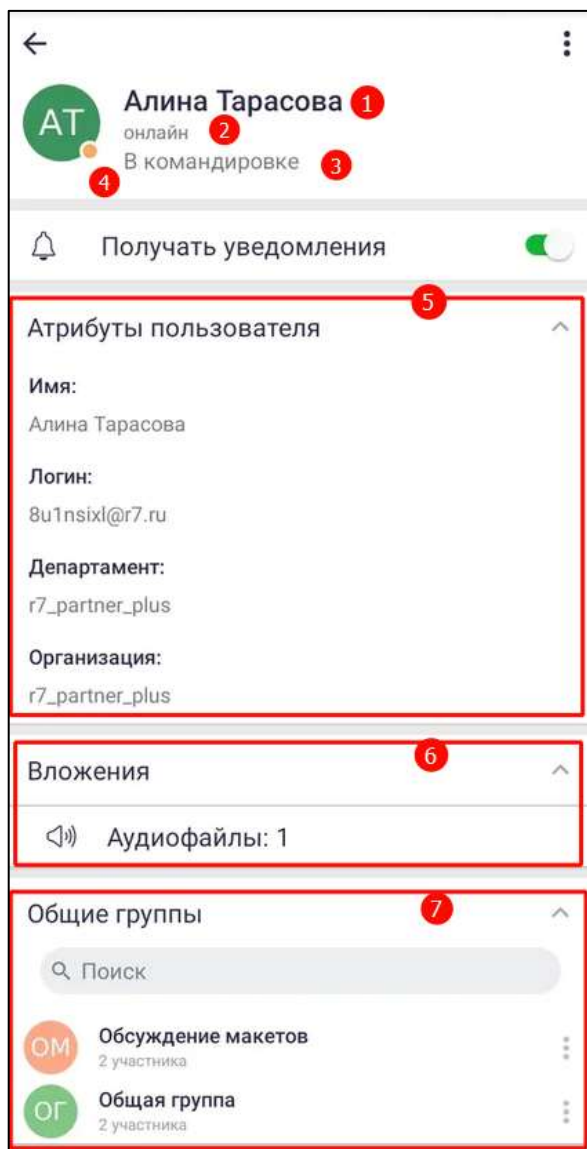 Алина Тарасова 1
АТ
онлайн 2
В командировке 3
4
Получать уведомления
5
Атрибуты пользователя
Имя:
Алина Тарасова
Логин:
8u1nsixl@r7.ru
Департамент:
r7_partner_plus
Организация:
r7_partner_plus
6
Вложения
Аудиофайлы: 1
Общие группы 7
Поиск
ОМ
Обсуждение макетов
2 участника
ОГ
Общая группа
2 участника